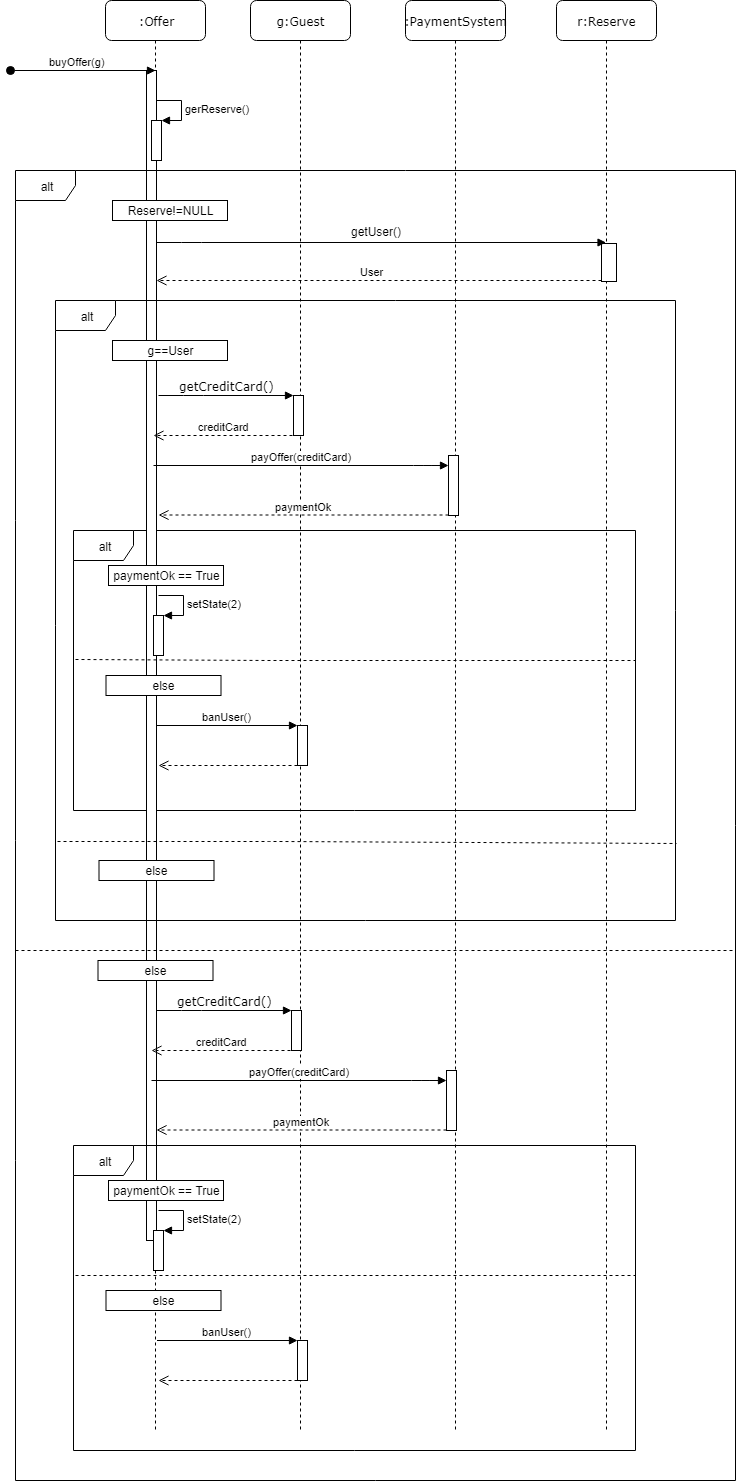 :Offer
g:Guest
:PaymentSystem
r:Reserve
buyOffer(g)
gerReserve()
alt
Reserve!=NULL
getUser()
User
alt
g==User
getCreditCard()
creditCard
payOffer(creditCard)
paymentOk
alt
paymentOk == True
setState(2)
else
banUser()
else
else
getCreditCard()
creditCard
payOffer(creditCard)
paymentOk
alt
paymentOk == True
setState(2)
else
banUser()